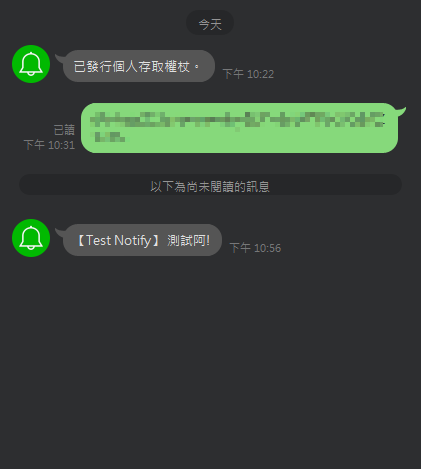 今天
已發行個人存取權杖。
下午 10:22
已讀
下午 10:31
以下為尚未閱讀的訊息
【Test Notify】 測試阿!
下午 10:56